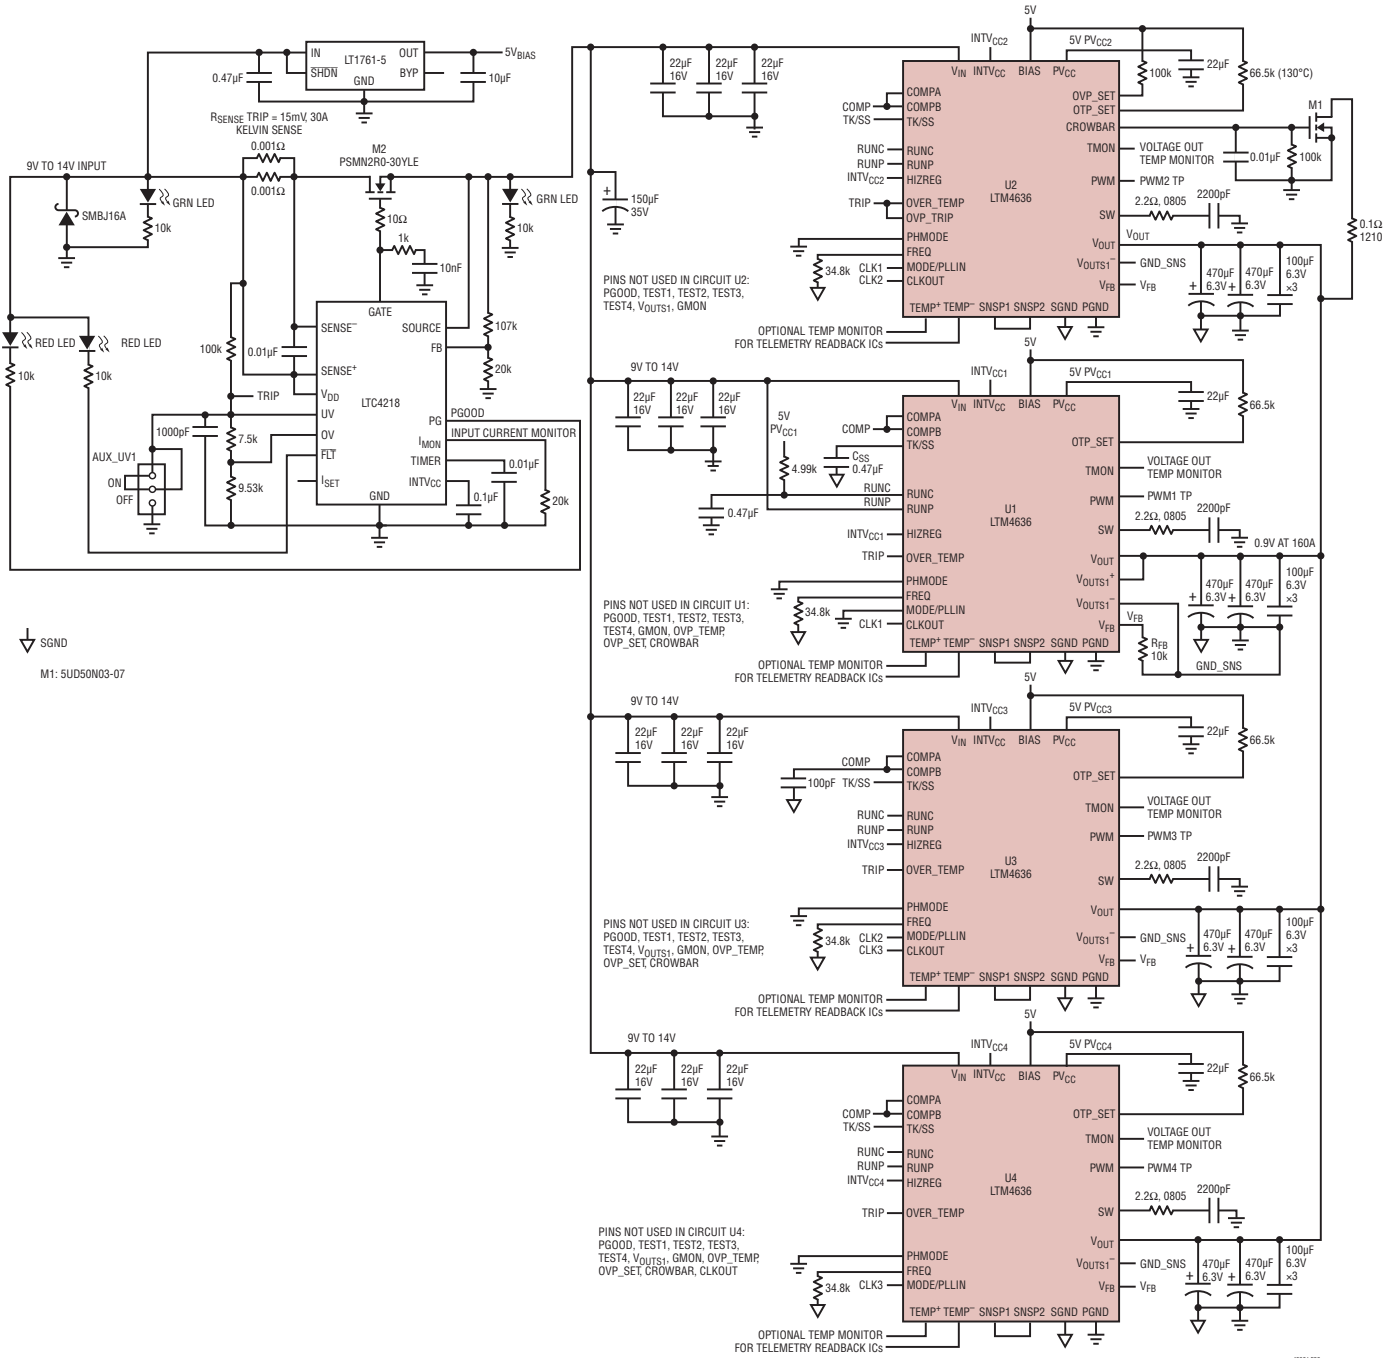 IN
LT1761-5
OUT
5VBIAS
SHDN
BYP
GND
0.47µF
10µF
RSENSE TRIP = 15mV, 30A
KELVIN SENSE
0.001Ω
0.001Ω
M2
PSMN2R0-30YLE
9V TO 14V INPUT
SMBJ16A
GRN LED
10k
10Ω
1k
10nF
GRN LED
10k
RED LED
RED LED
10k
10k
100k
0.01µF
GATE
SENSE–
SOURCE
107k
FB
20k
SENSE+
TRIP
VDD
LTC4218
UV
PG
PGOOD
1000pF
7.5k
OV
IMON
INPUT CURRENT MONITOR
AUX_UV1
FLT
TIMER
0.01µF
ON
OFF
9.53k
ISET
INTVCC
0.1µF
20k
GND
SGND
M1: 5UD50N03-07
22µF
16V
22µF
16V
22µF
16V
150µF
35V
5V
INTVCC2
5V PVCC2
22µF
VIN INTVCC BIAS PVCC
100k
66.5k (130°C)
COMP
COMPA
COMPB
TK/SS
TK/SS
OVP_SET
OTP_SET
CROWBAR
M1
RUNC
RUNC
RUNP
RUNP
INTVCC2
HIZREG
TMON
VOLTAGE OUT
TEMP MONITOR
0.01µF
100k
U2
LTM4636
PWM
PWM2 TP
TRIP
OVER_TEMP
OVP_TRIP
2.2Ω, 0805
2200pF
SW
0.1Ω
1210
PHMODE
FREQ
34.8k
CLK1
MODE/PLLIN
CLK2
CLKOUT
VOUT
VOUT
VOUTS1–
GND_SNS
VFB
VFB
470µF
6.3V
470µF
6.3V
100µF
6.3V
×3
PINS NOT USED IN CIRCUIT U2:
PGOOD, TEST1, TEST2, TEST3,
TEST4, VOUTS1, GMON
TEMP+ TEMP– SNSP1 SNSP2 SGND PGND
OPTIONAL TEMP MONITOR
FOR TELEMETRY READBACK ICs
9V TO 14V
22µF
16V
22µF
16V
22µF
16V
5V
INTVCC1
5V PVCC1
22µF
66.5k
VIN INTVCC BIAS PVCC
COMP
COMPA
COMPB
TK/SS
OTP_SET
5V
PVCC1
4.99k
CSS
0.47µF
0.47µF
RUNC
RUNC
RUNP
RUNP
TMON
VOLTAGE OUT
TEMP MONITOR
PWM
PWM1 TP
U1
LTM4636
INTVCC1
HIZREG
TRIP
OVER_TEMP
2.2Ω, 0805
2200pF
SW
0.9V AT 160A
VOUT
VOUTS1+
VOUTS1–
VFB
VFB
RFB
10k
GND_SNS
470µF
6.3V
470µF
6.3V
100µF
6.3V
×3
PHMODE
FREQ
34.8k
MODE/PLLIN
CLK1
CLKOUT
PINS NOT USED IN CIRCUIT U1:
PGOOD, TEST1, TEST2, TEST3,
TEST4, GMON, OVP_TEMP,
OVP_SET, CROWBAR
TEMP+ TEMP– SNSP1 SNSP2 SGND PGND
OPTIONAL TEMP MONITOR
FOR TELEMETRY READBACK ICs
9V TO 14V
22µF
16V
22µF
16V
22µF
16V
5V
INTVCC3
5V PVCC3
22µF
66.5k
VIN INTVCC BIAS PVCC
COMP
100pF
COMPA
COMPB
TK/SS
TK/SS
OTP_SET
RUNC
RUNC
RUNP
RUNP
INTVCC3
HIZREG
TMON
VOLTAGE OUT
TEMP MONITOR
PWM
PWM3 TP
U3
LTM4636
TRIP
OVER_TEMP
2.2Ω, 0805
2200pF
SW
PHMODE
FREQ
34.8k
CLK2
MODE/PLLIN
CLK3
CLKOUT
VOUT
VOUTS1–
GND_SNS
VFB
VFB
470µF
6.3V
470µF
6.3V
100µF
6.3V
×3
PINS NOT USED IN CIRCUIT U3:
PGOOD, TEST1, TEST2, TEST3,
TEST4, VOUTS1, GMON, OVP_TEMP,
OVP_SET, CROWBAR
TEMP+ TEMP– SNSP1 SNSP2 SGND PGND
OPTIONAL TEMP MONITOR
FOR TELEMETRY READBACK ICs
9V TO 14V
22µF
16V
22µF
16V
22µF
16V
5V
INTVCC4
5V PVCC4
22µF
66.5k
VIN INTVCC BIAS PVCC
COMP
COMPA
COMPB
TK/SS
TK/SS
OTP_SET
RUNC
RUNC
RUNP
RUNP
INTVCC4
HIZREG
TMON
VOLTAGE OUT
TEMP MONITOR
PWM
PWM4 TP
U4
LTM4636
TRIP
OVER_TEMP
2.2Ω, 0805
2200pF
SW
PHMODE
FREQ
34.8k
CLK3
MODE/PLLIN
VOUT
VOUTS1–
GND_SNS
VFB
VFB
470µF
6.3V
470µF
6.3V
100µF
6.3V
×3
PINS NOT USED IN CIRCUIT U4:
PGOOD, TEST1, TEST2, TEST3,
TEST4, VOUTS1, GMON, OVP_TEMP,
OVP_SET, CROWBAR, CLKOUT
TEMP+ TEMP– SNSP1 SNSP2 SGND PGND
OPTIONAL TEMP MONITOR
FOR TELEMETRY READBACK ICs